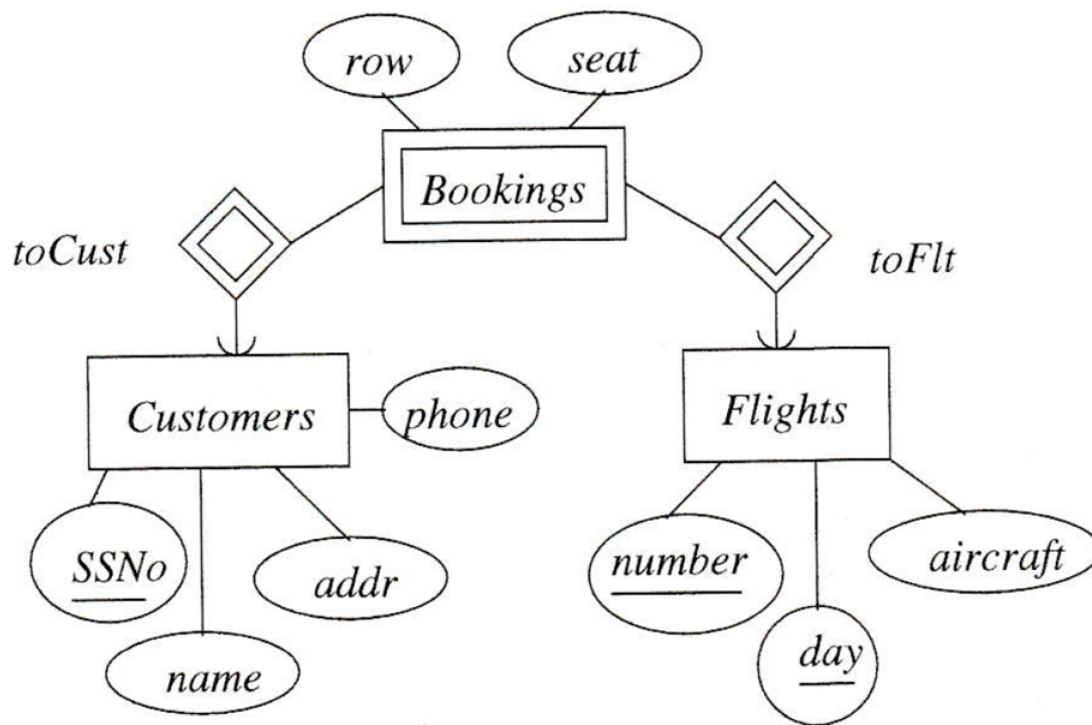 row
seat
Bookings
toCust
toFlt
Customers
phone
Flights
SSNo
addr
number
aircraft
name
day